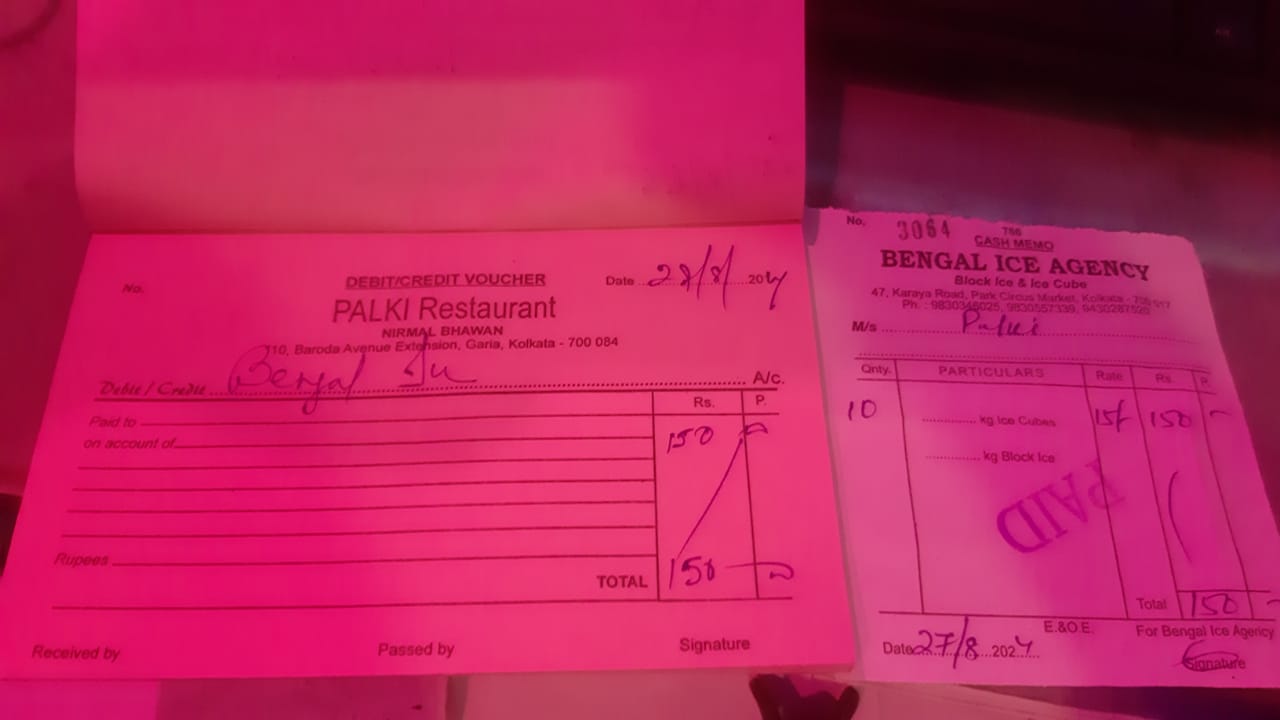 No.
DEBIT/CREDIT VOUCHER
Date 28/8/ 2024
PALKI Restaurant
NIRMAL BHAWAN
110, Baroda Avenue Extension, Garia, Kolkata - 700 084
Debit / Credit Bengal A/c.
Rs. P.
Paid to
on account of 150
Rupees
TOTAL 150
Received by Passed by Signature
No. 3064
786
CASH MEMO
BENGAL ICE AGENCY
Block Ice & Ice Cube
47, Karaya Road, Park Circus Market, Kolkata - 700 017
Ph. : 9830346025, 9830557339, 9430287520
M/s Palki
Qnty. PARTICULARS Rate Rs. P.
10 kg Ice Cubes 15/- 150 -
kg Block Ice
PAID
Total 150 -
E.&O.E. For Bengal Ice Agency
Date 27/8 2024 Signature